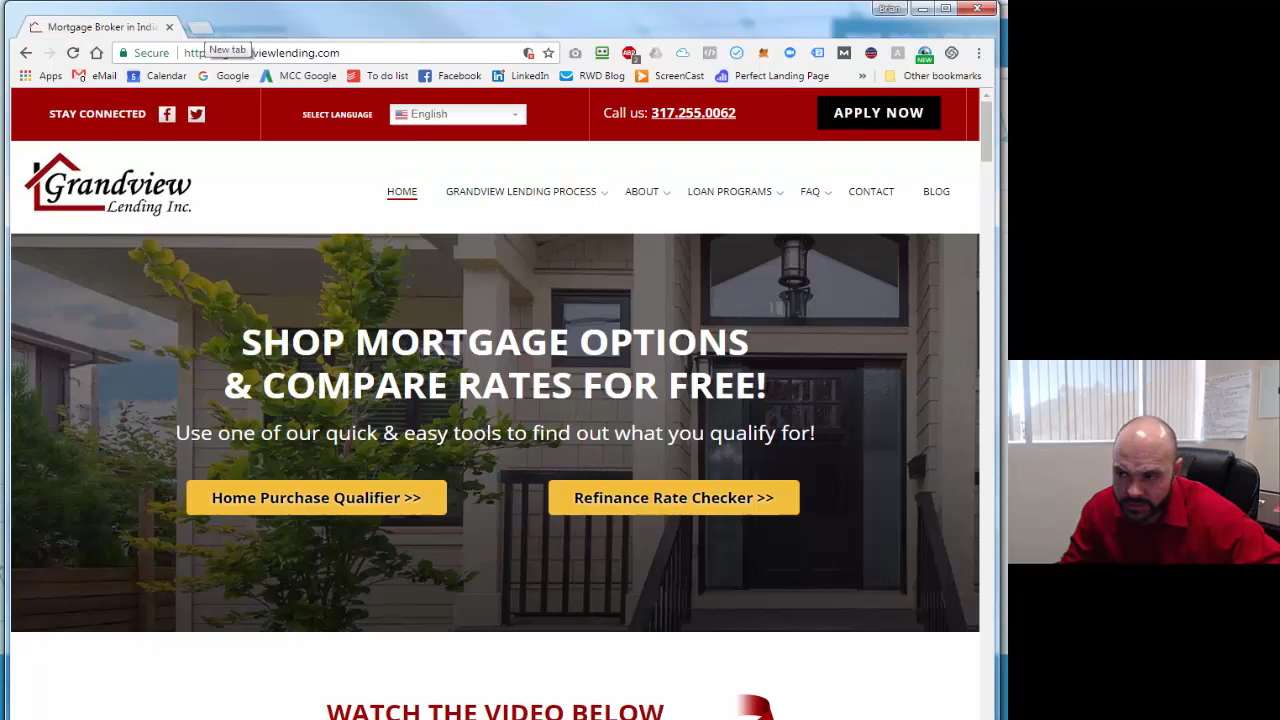 Brian
Mortgage Broker in India
New tab
Secure
viewlending.com
2
NEW
Apps
eMail
5
Calendar
G
Google
MCC Google
To do list
Facebook
LinkedIn
RWD Blog
ScreenCast
Perfect Landing Page
»
Other bookmarks
STAY CONNECTED
SELECT LANGUAGE
English
Call us: 317.255.0062
APPLY NOW
Grandview
Lending Inc.
HOME
GRANDVIEW LENDING PROCESS
ABOUT
LOAN PROGRAMS
FAQ
CONTACT
BLOG
SHOP MORTGAGE OPTIONS
& COMPARE RATES FOR FREE!
Use one of our quick & easy tools to find out what you qualify for!
Home Purchase Qualifier >>
Refinance Rate Checker >>
WATCH THE VIDEO BELOW